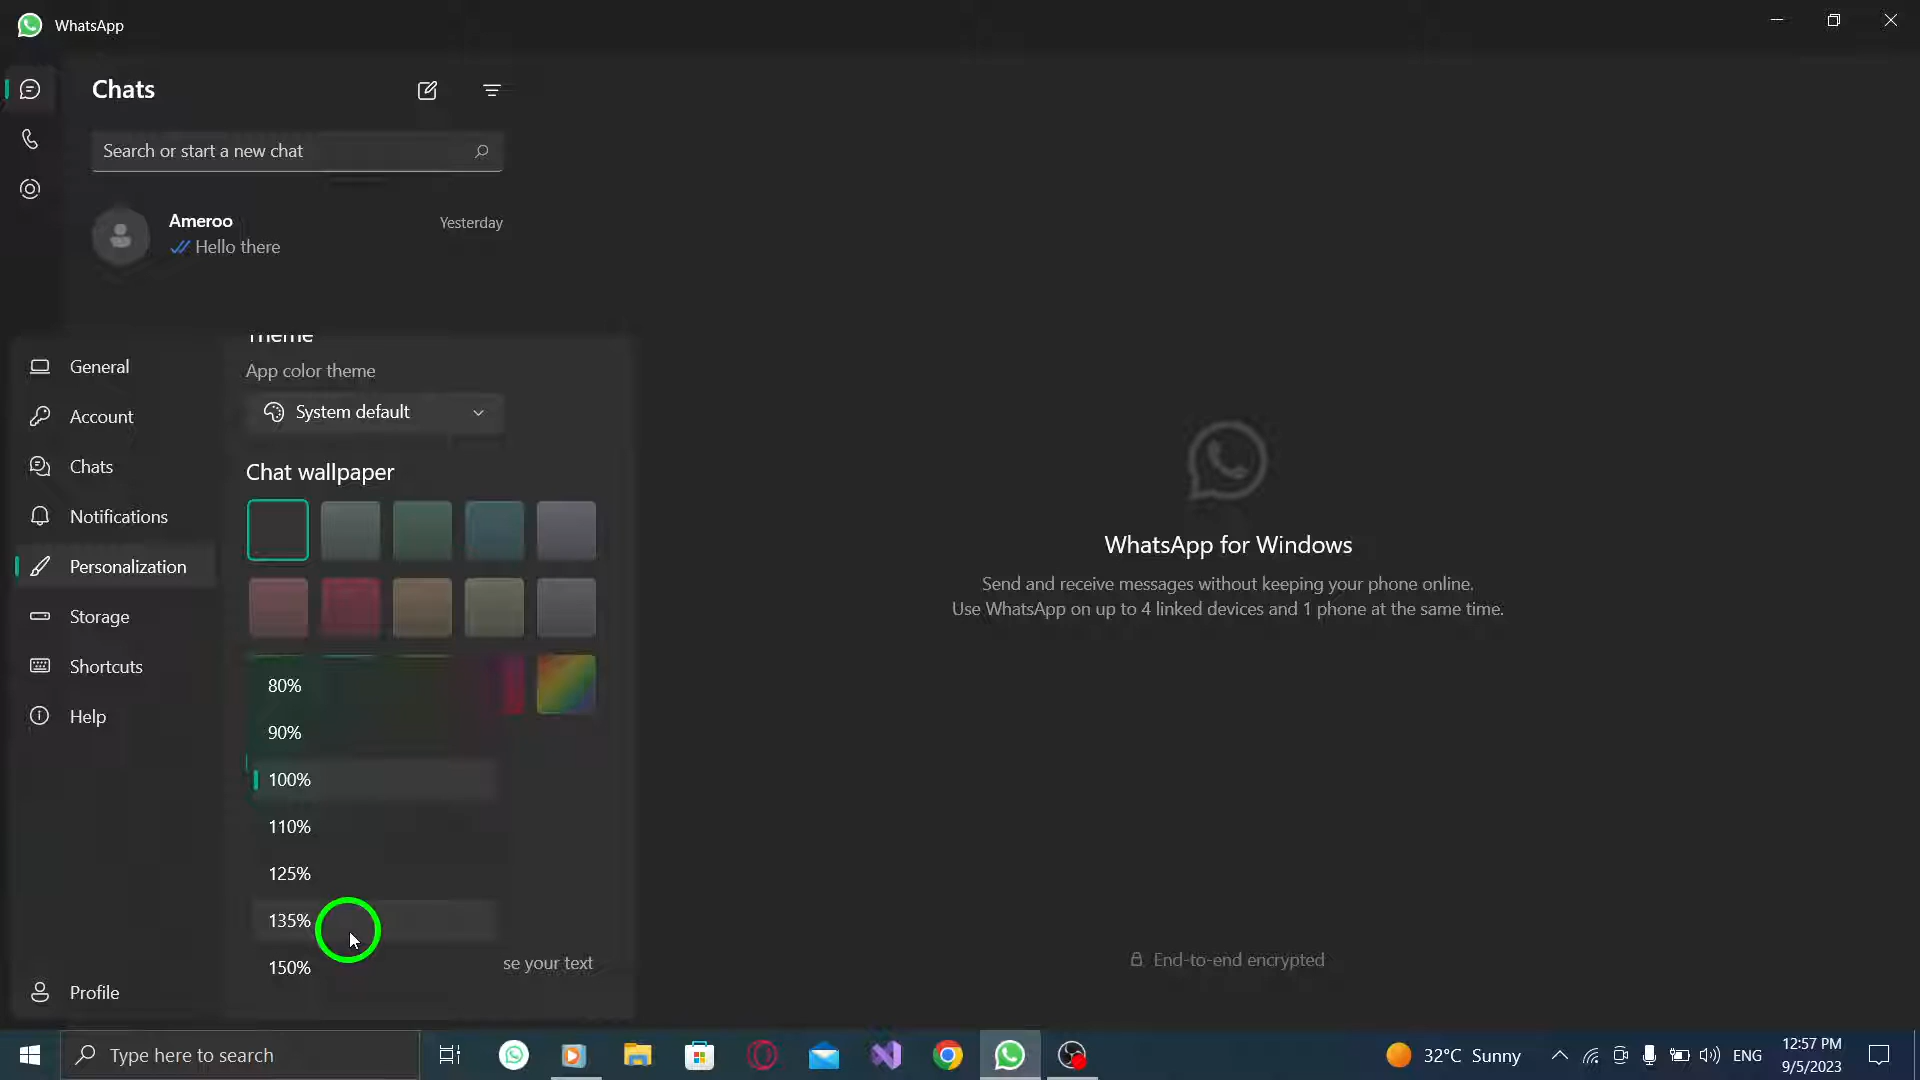 WhatsApp
Chats
Search or start a new chat
Ameroo
Yesterday
Hello there
General
Account
Chats
Notifications
Personalization
Storage
Shortcuts
Help
Profile
Theme
App color theme
System default
Chat wallpaper
80%
90%
100%
110%
125%
135%
150%
se your text
WhatsApp for Windows
Send and receive messages without keeping your phone online.
Use WhatsApp on up to 4 linked devices and 1 phone at the same time.
End-to-end encrypted
Type here to search
32°C Sunny
ENG
12:57 PM
9/5/2023